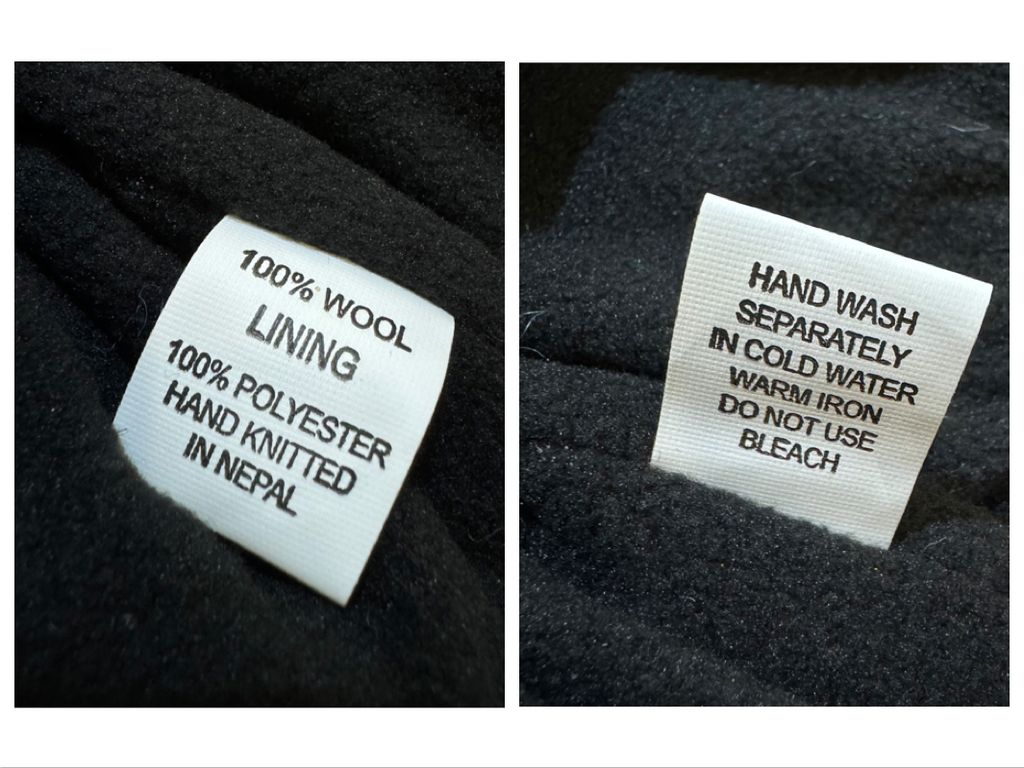 100% WOOL
LINING
100% POLYESTER
HAND KNITTED
IN NEPAL
HAND WASH
SEPARATELY
IN COLD WATER
WARM IRON
DO NOT USE
BLEACH